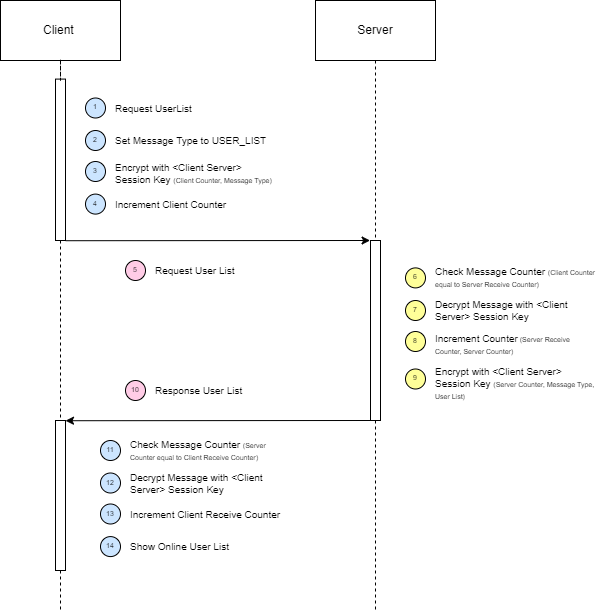 Client
Server
1
Request UserList
2
Set Message Type to USER_LIST
3
Encrypt with <Client Server>
Session Key (Client Counter, Message Type)
4
Increment Client Counter
5
Request User List
6
Check Message Counter (Client Counter
equal to Server Receive Counter)
7
Decrypt Message with <Client
Server> Session Key
8
Increment Counter (Server Receive
Counter, Server Counter)
9
Encrypt with <Client Server>
Session Key (Server Counter, Message Type,
User List)
10
Response User List
11
Check Message Counter (Server
Counter equal to Client Receive Counter)
12
Decrypt Message with <Client
Server> Session Key
13
Increment Client Receive Counter
14
Show Online User List